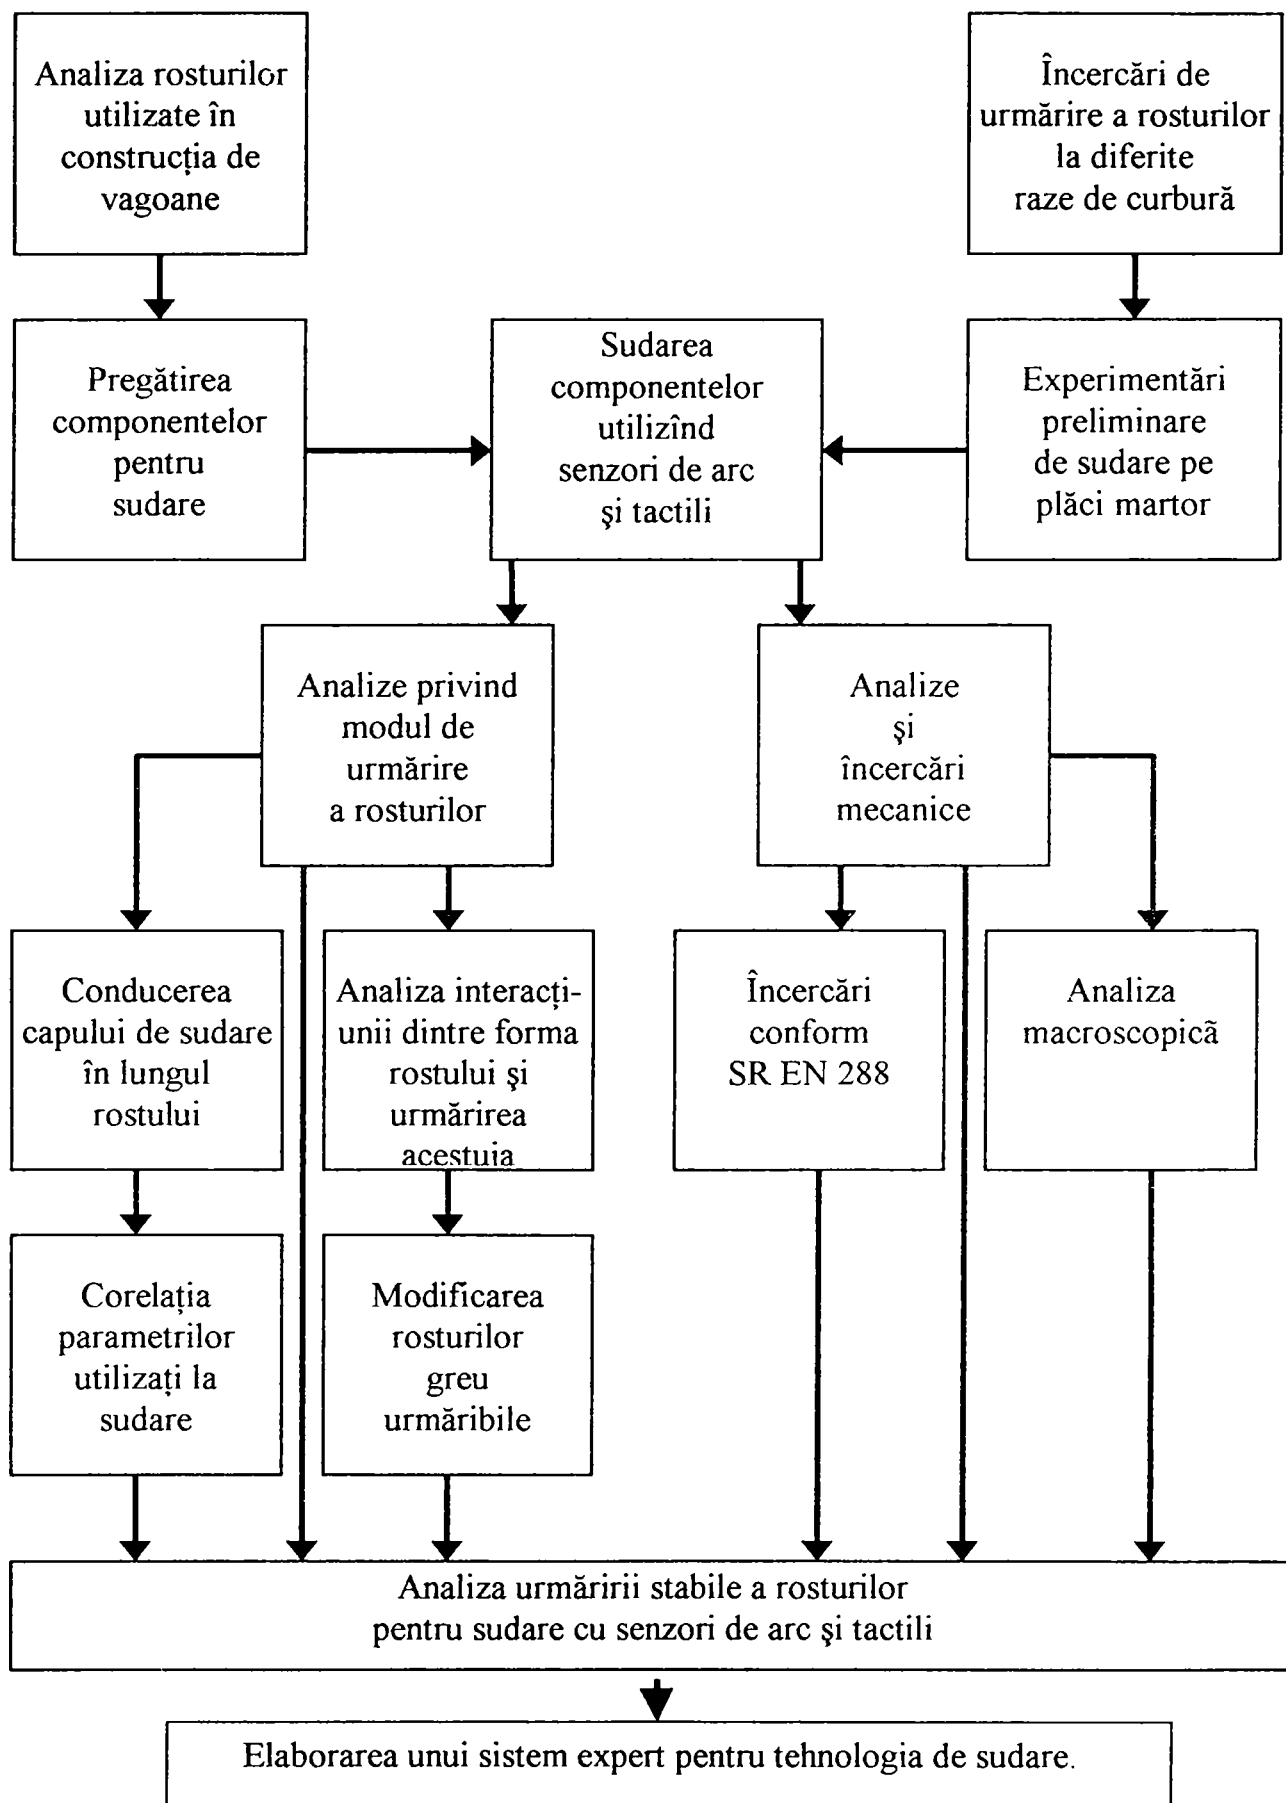 Analiza rosturilor
utilizate în
construcția de
vagoane
Încercări de
urmărire a rosturilor
la diferite
raze de curbură
Pregătirea
componentelor
pentru
sudare
Sudarea
componentelor
utilizînd
senzori de arc
și tactili
Experimentări
preliminare
de sudare pe
plăci martor
Analize privind
modul de
urmărire
a rosturilor
Analize
și
încercări
mecanice
Conducerea
capului de sudare
în lungul
rostului
Analiza interacți-
unii dintre forma
rostului și
urmărirea
acestuia
Încercări
conform
SR EN 288
Analiza
macroscopică
Corelația
parametrilor
utilizați la
sudare
Modificarea
rosturilor
greu
urmăribile
Analiza urmăririi stabile a rosturilor
pentru sudare cu senzori de arc și tactili
Elaborarea unui sistem expert pentru tehnologia de sudare.